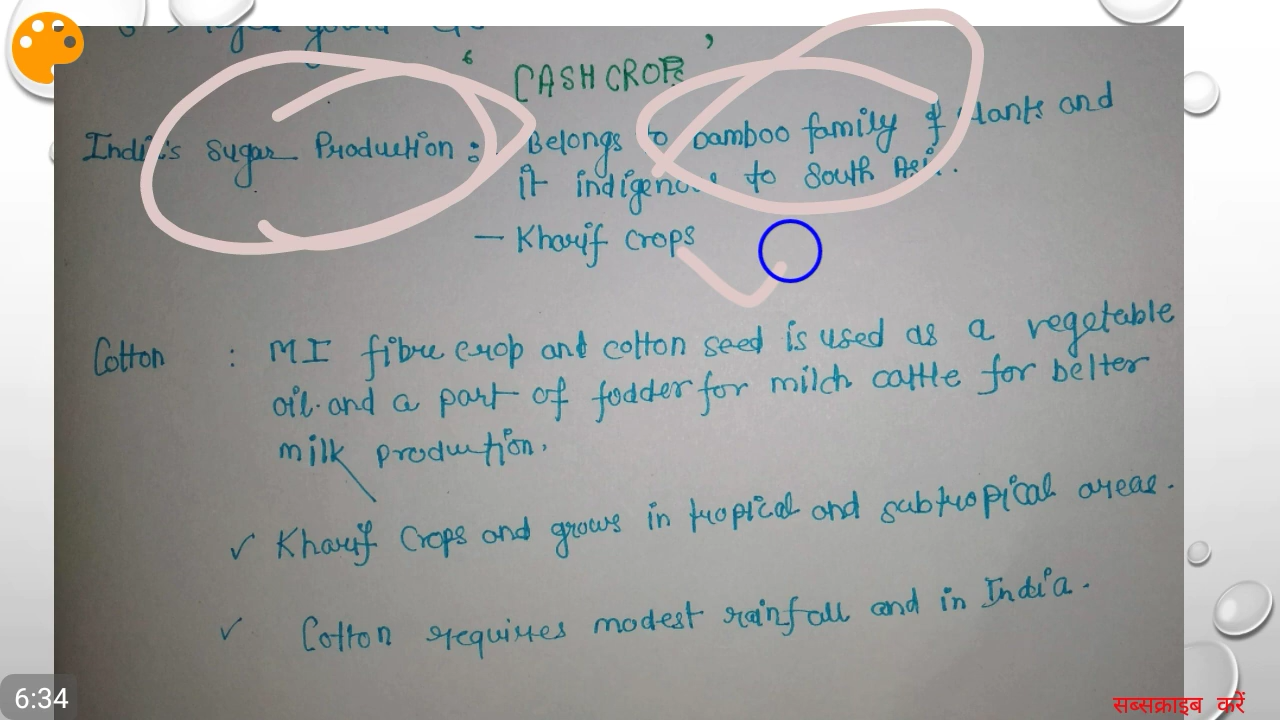 ‘ CASH CROPS ’
India's Sugar Production : Belongs to bamboo family of plants and
it indigenous to South Asia.
— Kharif crops
Cotton : MI fibre crop and cotton seed is used as a vegetable
oil. and a part of fodder for milch cattle for belter
milk production.
✓ Kharif Crops and grows in tropical and subtropical areas.
✓ Cotton requires modest rainfall and in India.
6:34
सब्सक्राइब करें